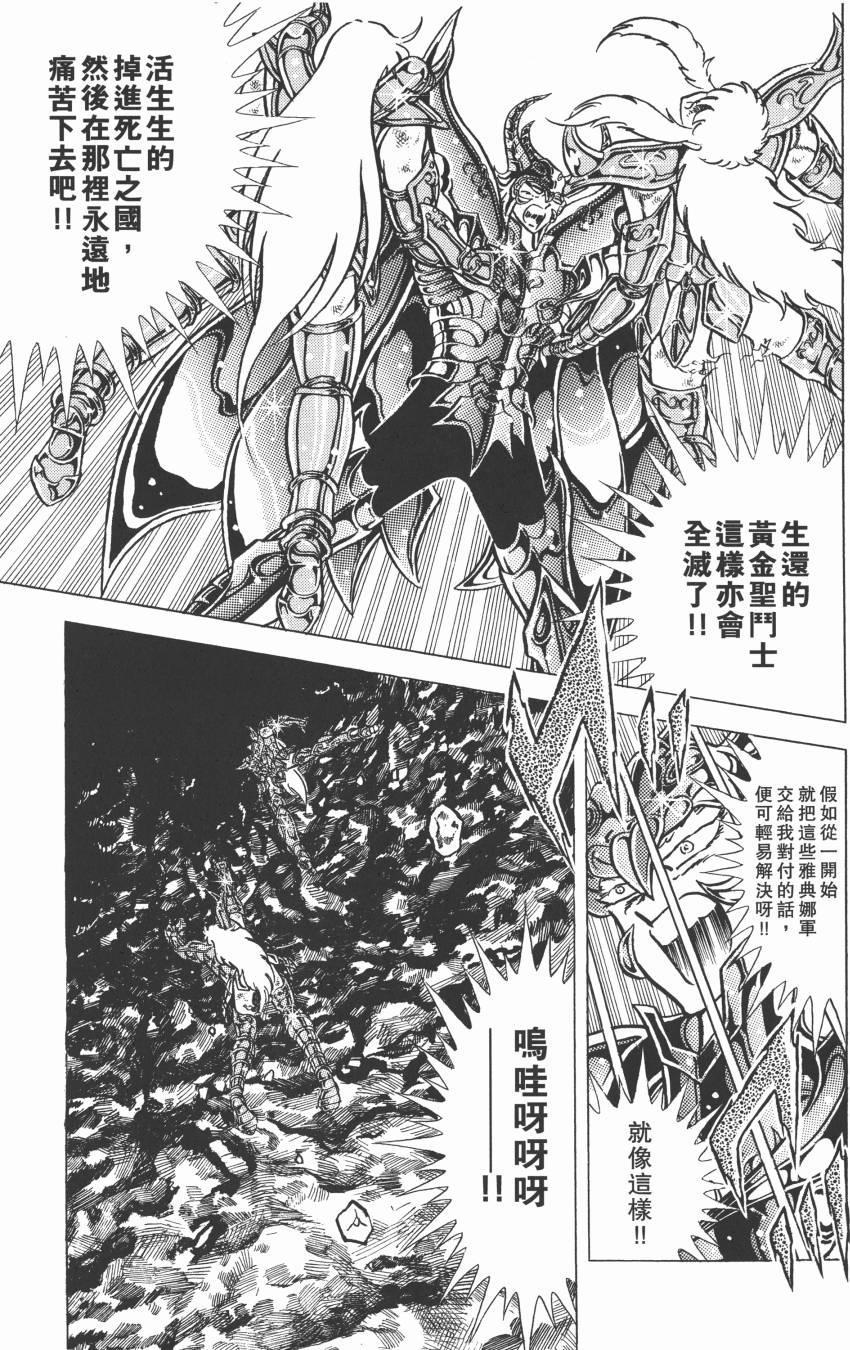 生還的
黃金聖鬥士
這樣亦會
全滅了!!
活生生的
掉進死亡之國，
然後在那裡永遠地
痛苦下去吧!!
假如從一開始
就把這些雅典娜軍
交給我對付的話，
便可輕易解決呀!!
就像這樣!!
嗚哇呀呀呀
——!!